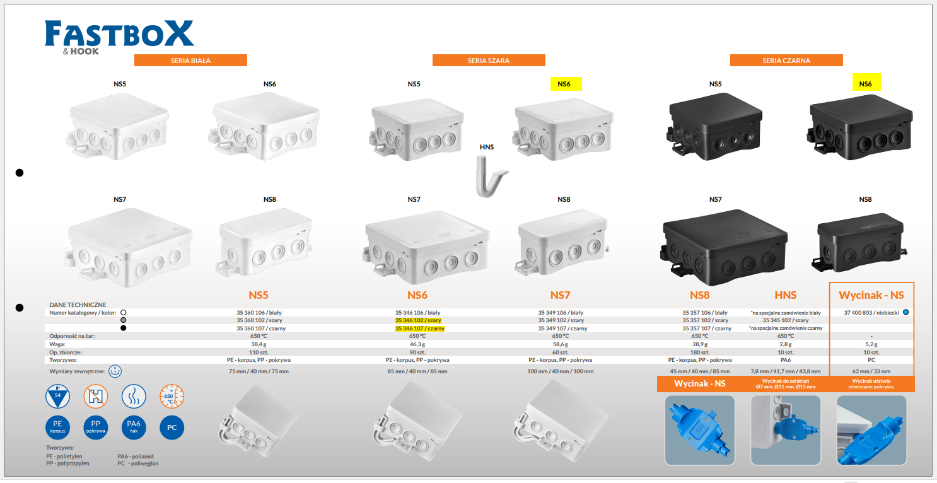 FASTBOX
& HOOK
SERIA BIAŁA
SERIA SZARA
SERIA CZARNA
NS5
NS6
NS5
NS6
NS5
NS6
HNS
NS7
NS8
NS7
NS8
NS7
NS8
NS5
NS6
NS7
NS8
HNS
Wycinak - NS
DANE TECHNICZNE
Numer katalogowy / kolor:
35 360 106 / biały
35 346 106 / biały
35 349 106 / biały
35 357 106 / biały
*na specjalne zamówienie biały
37 400 803 / niebieski
35 360 102 / szary
35 346 102 / szary
35 349 102 / szary
35 357 102 / szary
35 345 102 / szary
35 360 107 / czarny
35 346 107 / czarny
35 349 107 / czarny
35 357 107 / czarny
*na specjalne zamówienie czarny
Odporność na żar:
650 °C
650 °C
650 °C
650 °C
650 °C
-
Waga:
38,4 g
46,3 g
58,6 g
38,9 g
2,8 g
5,2 g
Op. zbiorcze:
110 szt.
90 szt.
60 szt.
180 szt.
10 szt.
10 szt.
Tworzywo:
PE - korpus, PP - pokrywa
PE - korpus, PP - pokrywa
PE - korpus, PP - pokrywa
PE - korpus, PP - pokrywa
PA6
PC
Wymiary zewnętrzne:
75 mm / 40 mm / 75 mm
85 mm / 40 mm / 85 mm
100 mm / 40 mm / 100 mm
45 mm / 40 mm / 85 mm
7,8 mm / 41,7 mm / 43,8 mm
62 mm / 33 mm
Wycinak - NS
Wycinak do osłabień
Ø7 mm, Ø11 mm, Ø15 mm
Wycinak ułatwia
otwieranie pokrywy
IP
54
650
°C
PE
korpus
PP
pokrywa
PA6
hak
PC
Tworzywo:
PE - polietylen
PP - polipropylen
PA6 - poliamid
PC - poliwęglan